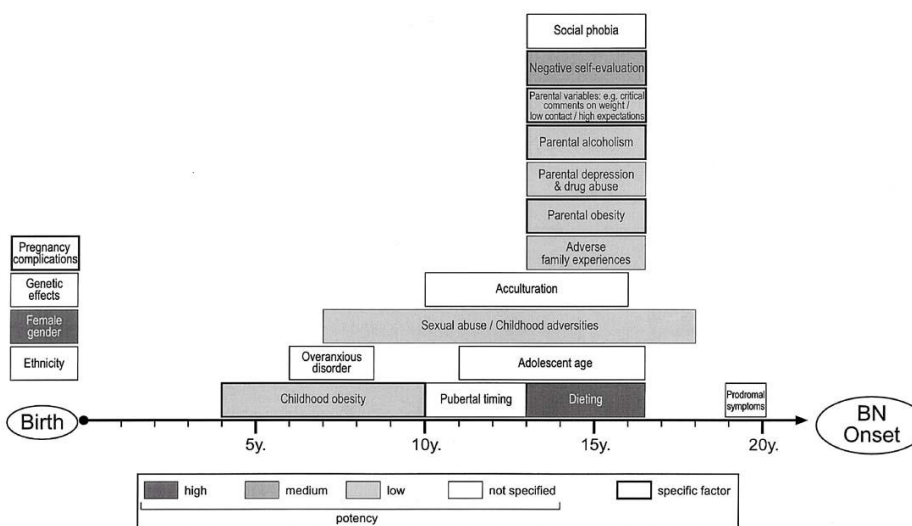 Social phobia
Negative self-evaluation
Parental variables: e.g. critical
comments on weight /
low contact / high expectations
Parental alcoholism
Parental depression
& drug abuse
Parental obesity
Adverse
family experiences
Pregnancy
complications
Genetic
effects
Acculturation
Female
gender
Sexual abuse / Childhood adversities
Ethnicity
Overanxious
disorder
Adolescent age
Childhood obesity
Pubertal timing
Dieting
Prodromal
symptoms
Birth
5y.
10y.
15y.
20y.
BN
Onset
high
medium
low
not specified
specific factor
potency